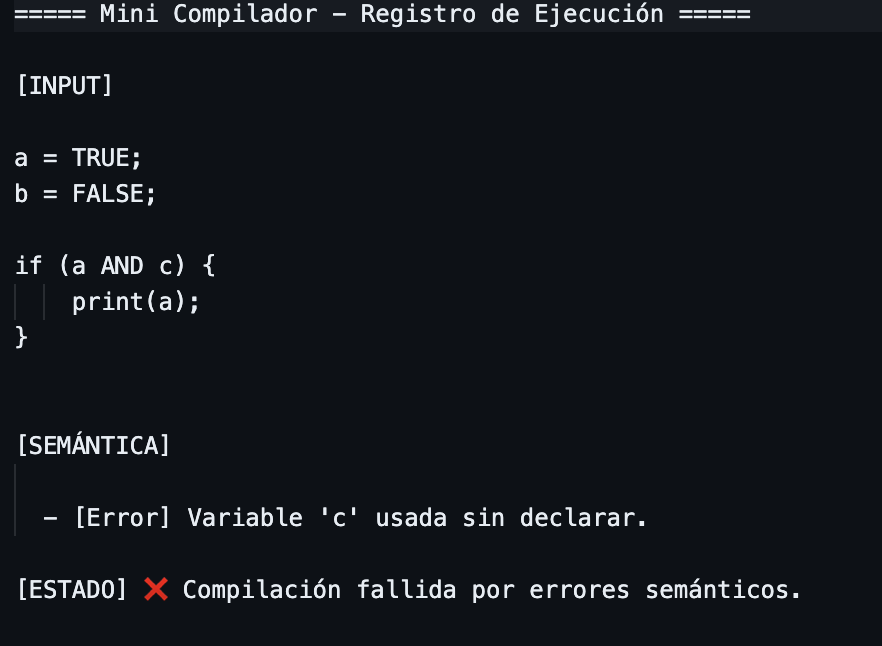 ===== Mini Compilador - Registro de Ejecución =====
[INPUT]
a = TRUE;
b = FALSE;
if (a AND c) {
print(a);
}
[SEMÁNTICA]
- [Error] Variable 'c' usada sin declarar.
[ESTADO] ❌ Compilación fallida por errores semánticos.